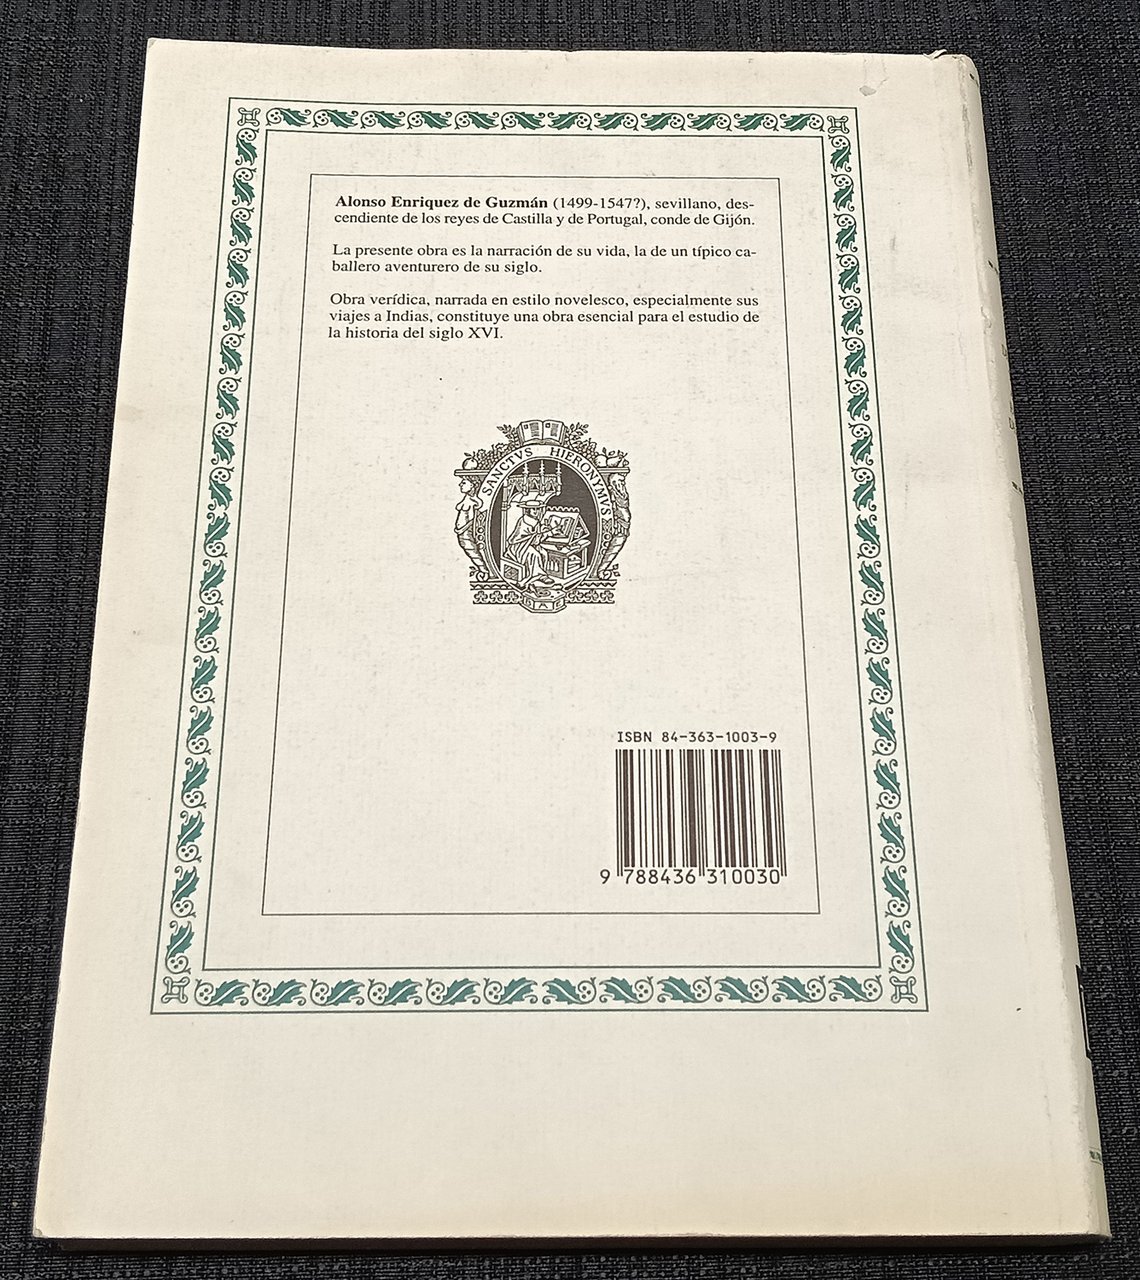 Alonso Enriquez de Guzmán (1499-1547?), sevillano, des-
cendiente de los reyes de Castilla y de Portugal, conde de Gijón.
La presente obra es la narración de su vida, la de un típico ca-
ballero aventurero de su siglo.
Obra verídica, narrada en estilo novelesco, especialmente sus
viajes a Indias, constituye una obra esencial para el estudio de
la historia del siglo XVI.
SANCTVS HIERONYMVS
BAE
ISBN 84-363-1003-9
9 788436 310030